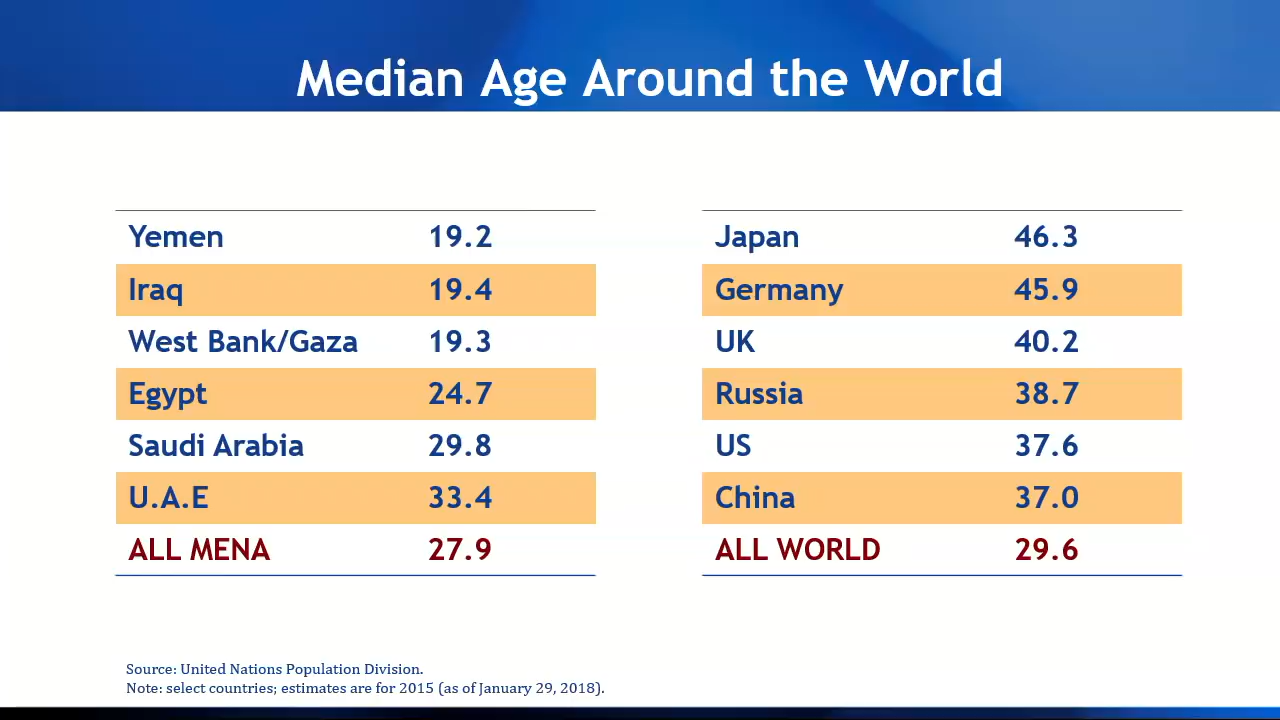 Median Age Around the World
Yemen 19.2
Iraq 19.4
West Bank/Gaza 19.3
Egypt 24.7
Saudi Arabia 29.8
U.A.E 33.4
ALL MENA 27.9
Japan 46.3
Germany 45.9
UK 40.2
Russia 38.7
US 37.6
China 37.0
ALL WORLD 29.6
Source: United Nations Population Division.
Note: select countries; estimates are for 2015 (as of January 29, 2018).